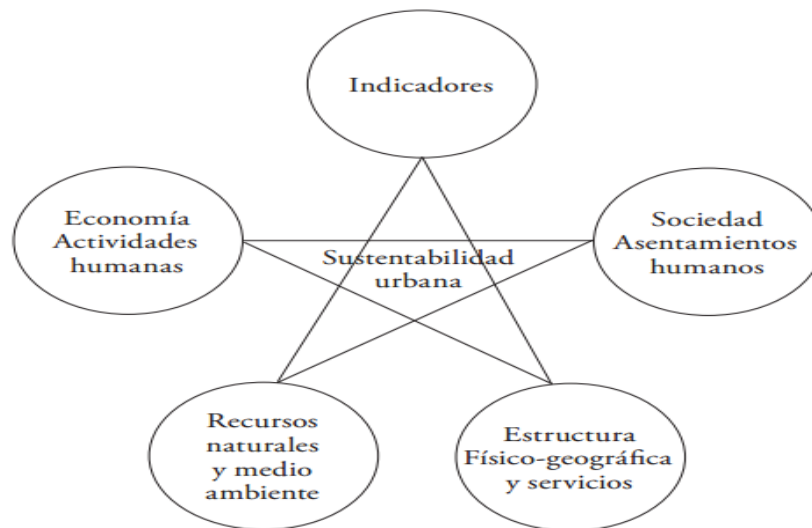 Indicadores
Economía
Actividades
humanas
Sociedad
Asentamientos
humanos
Sustentabilidad
urbana
Recursos
naturales
y medio
ambiente
Estructura
Físico-geográfica
y servicios